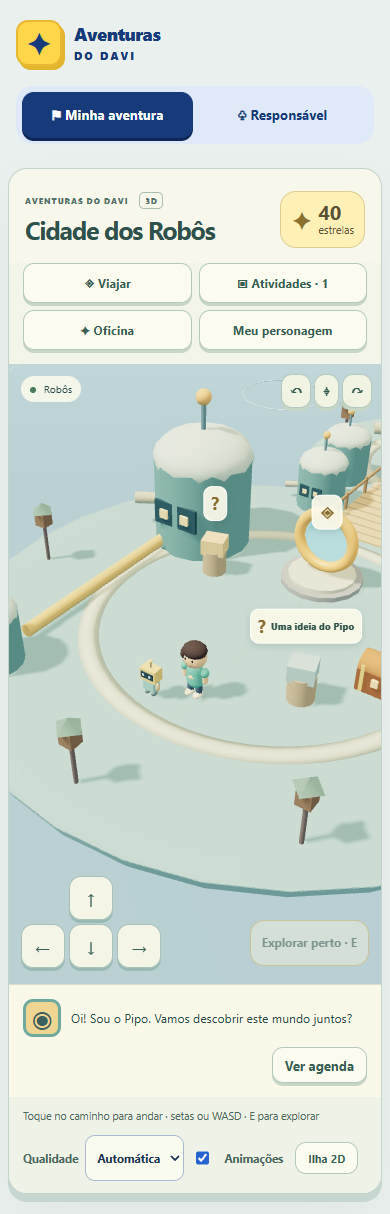 Aventuras
DO DAVI
Minha aventura
Responsável
AVENTURAS DO DAVI 3D
Cidade dos Robôs
40
estrelas
Viajar
Atividades · 1
Oficina
Meu personagem
Robôs
?
? Uma ideia do Pipo
↑
← ↓ →
Explorar perto · E
Oi! Sou o Pipo. Vamos descobrir este mundo juntos?
Ver agenda
Toque no caminho para andar · setas ou WASD · E para explorar
Qualidade Automática Animações Ilha 2D